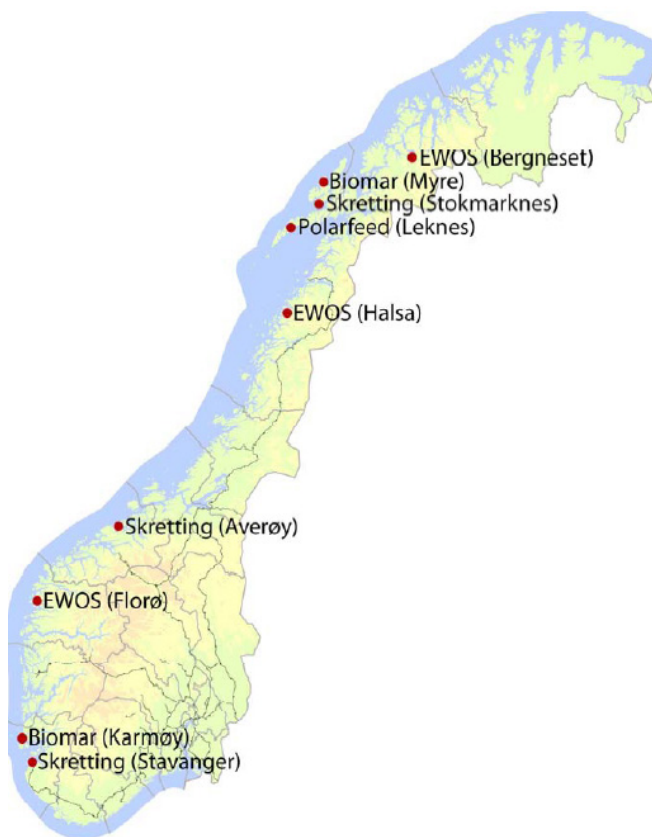 EWOS (Bergneset)
Biomar (Myre)
Skretting (Stokmarknes)
Polarfeed (Leknes)
EWOS (Halsa)
Skretting (Averøy)
EWOS (Florø)
Biomar (Karmøy)
Skretting (Stavanger)